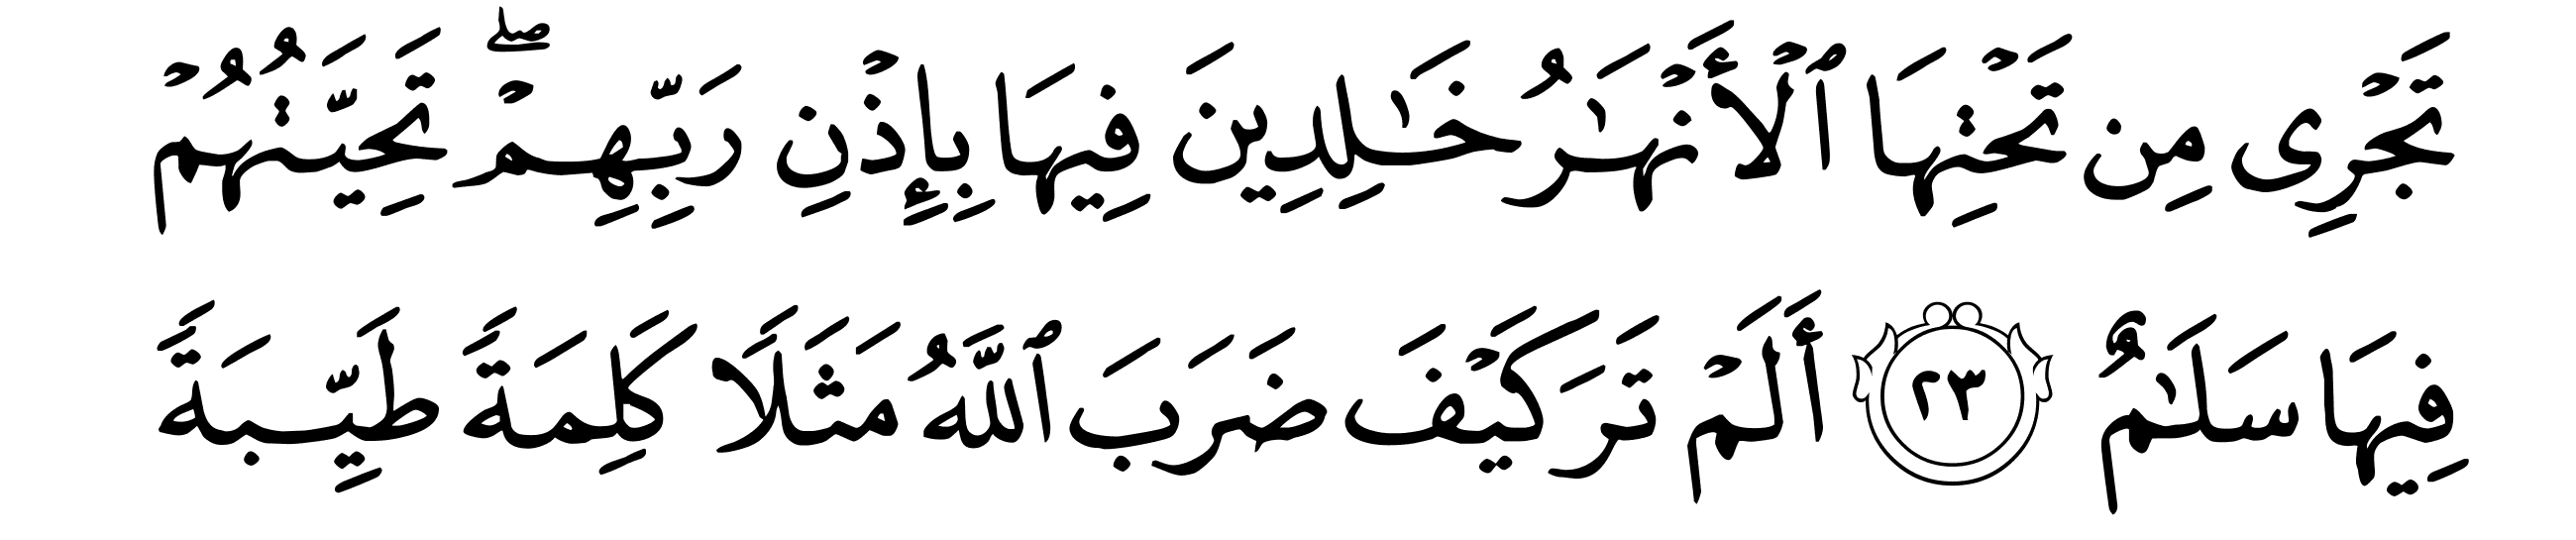 تَجْرِى مِن تَحْتِهَا ٱلْأَنْهَـٰرُ خَـٰلِدِينَ فِيهَا بِإِذْنِ رَبِّهِمْ ۖ تَحِيَّتُهُمْ
فِيهَا سَلَـٰمٌ ٢٣ أَلَمْ تَرَ كَيْفَ ضَرَبَ ٱللَّهُ مَثَلًا كَلِمَةً طَيِّبَةً